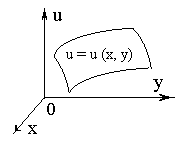 u
u = u (x, y)
y
0
x